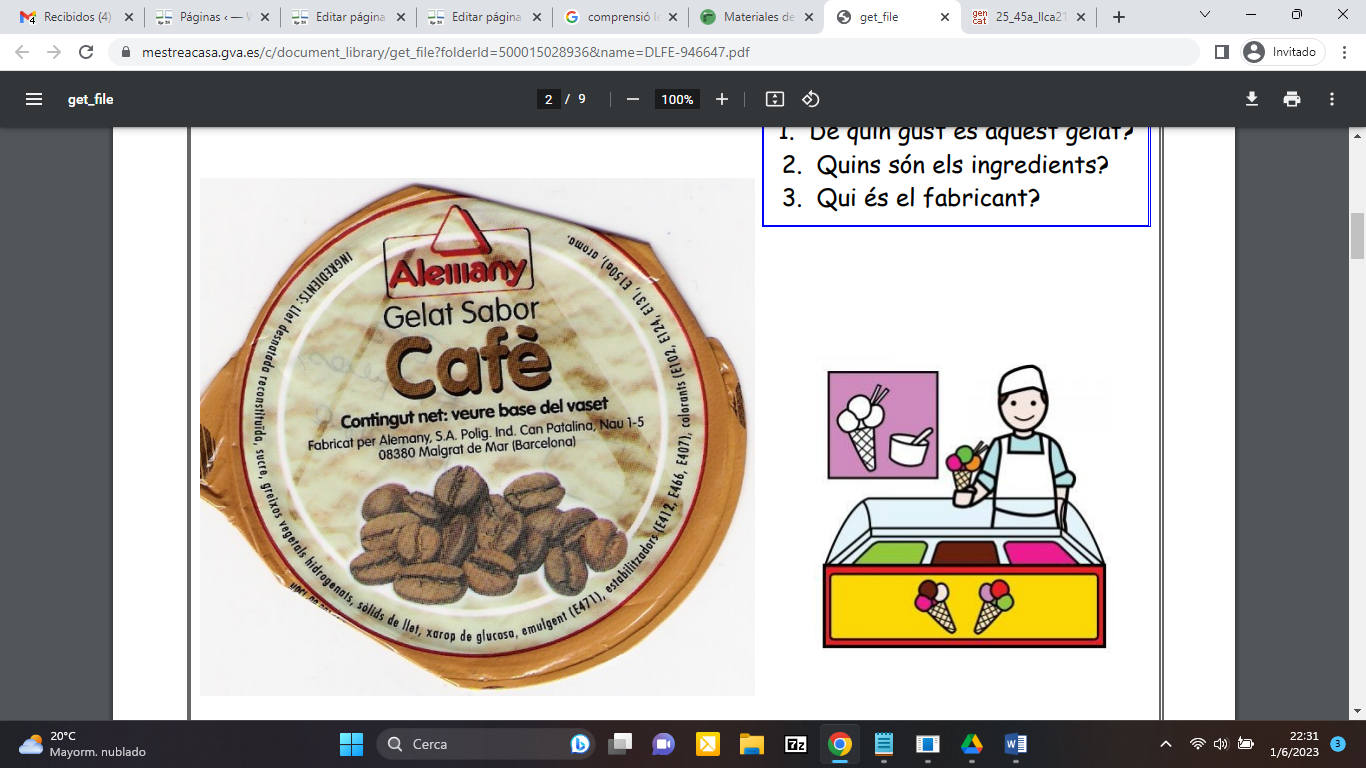 Recibidos (4)
Páginas ‹ — W
Editar página
Editar página
comprensió le
Materiales de
get_file
25_45a_llca21
mestreacasa.gva.es/c/document_library/get_file?folderId=500015028936&name=DLFE-946647.pdf
Invitado
get_file
2 / 9
100%
1. De quin gust és aquest gelat?
2. Quins són els ingredients?
3. Qui és el fabricant?
Alemany
Gelat Sabor
Cafè
Contingut net: veure base del vaset
Fabricat per Alemany, S.A. Polig. Ind. Can Patalina, Nau 1-5
08380 Malgrat de Mar (Barcelona)
INGREDIENTS: Llet desnatada reconstituida, sucre, greixos vegetals hidrogenats, sòlids de llet, xarop de glucosa, emulgent (E471), estabilitzadors (E412, E466, E407), colorants (E102, E124, E131, E150a), aroma.
20°C
Mayorm. nublado
Cerca
22:31
1/6/2023
3